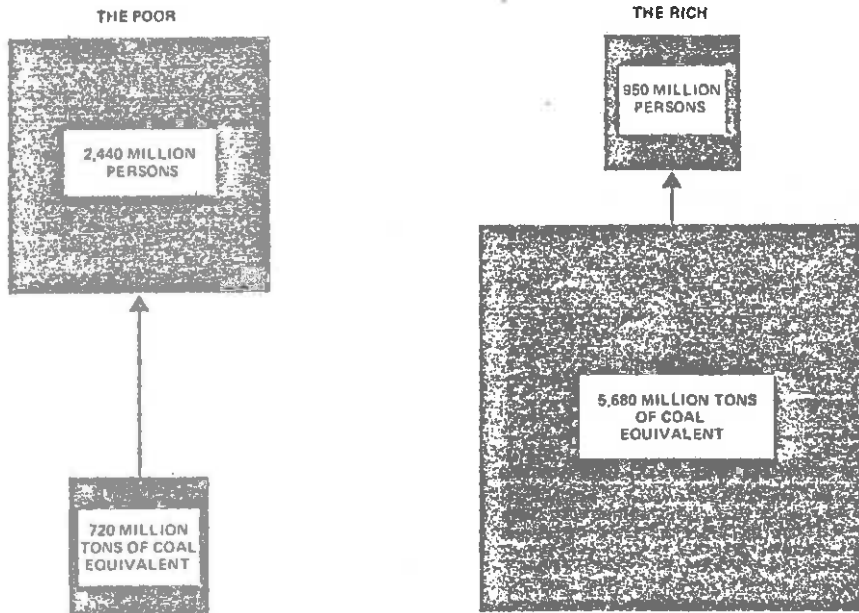 THE POOR
2,440 MILLION
PERSONS
720 MILLION
TONS OF COAL
EQUIVALENT
THE RICH
950 MILLION
PERSONS
5,680 MILLION TONS
OF COAL
EQUIVALENT